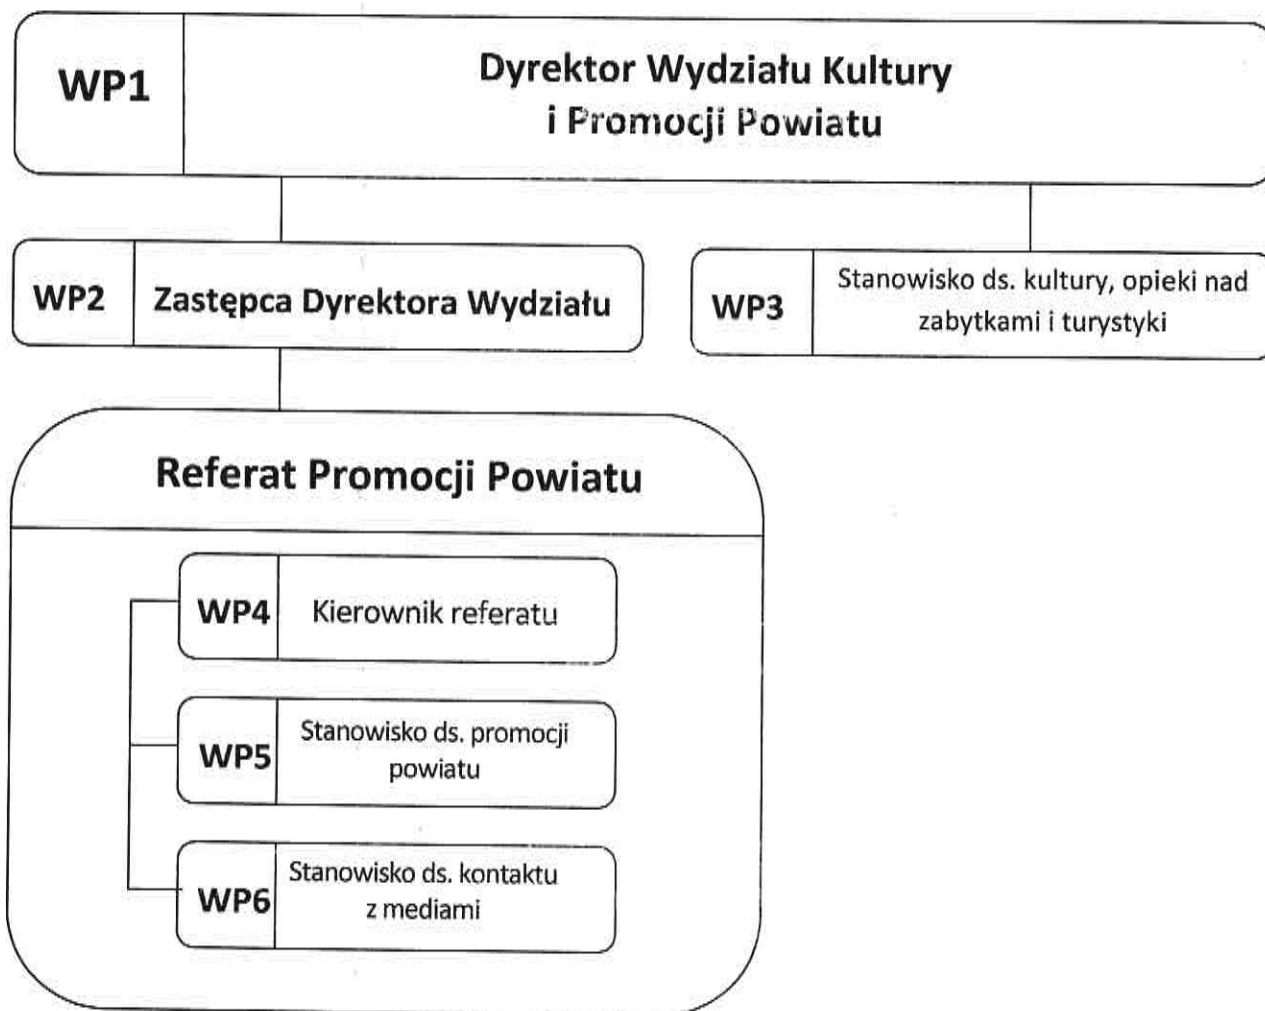 WP1
Dyrektor Wydziału Kultury
i Promocji Powiatu
WP2
Zastępca Dyrektora Wydziału
WP3
Stanowisko ds. kultury, opieki nad
zabytkami i turystyki
Referat Promocji Powiatu
WP4
Kierownik referatu
WP5
Stanowisko ds. promocji
powiatu
WP6
Stanowisko ds. kontaktu
z mediami